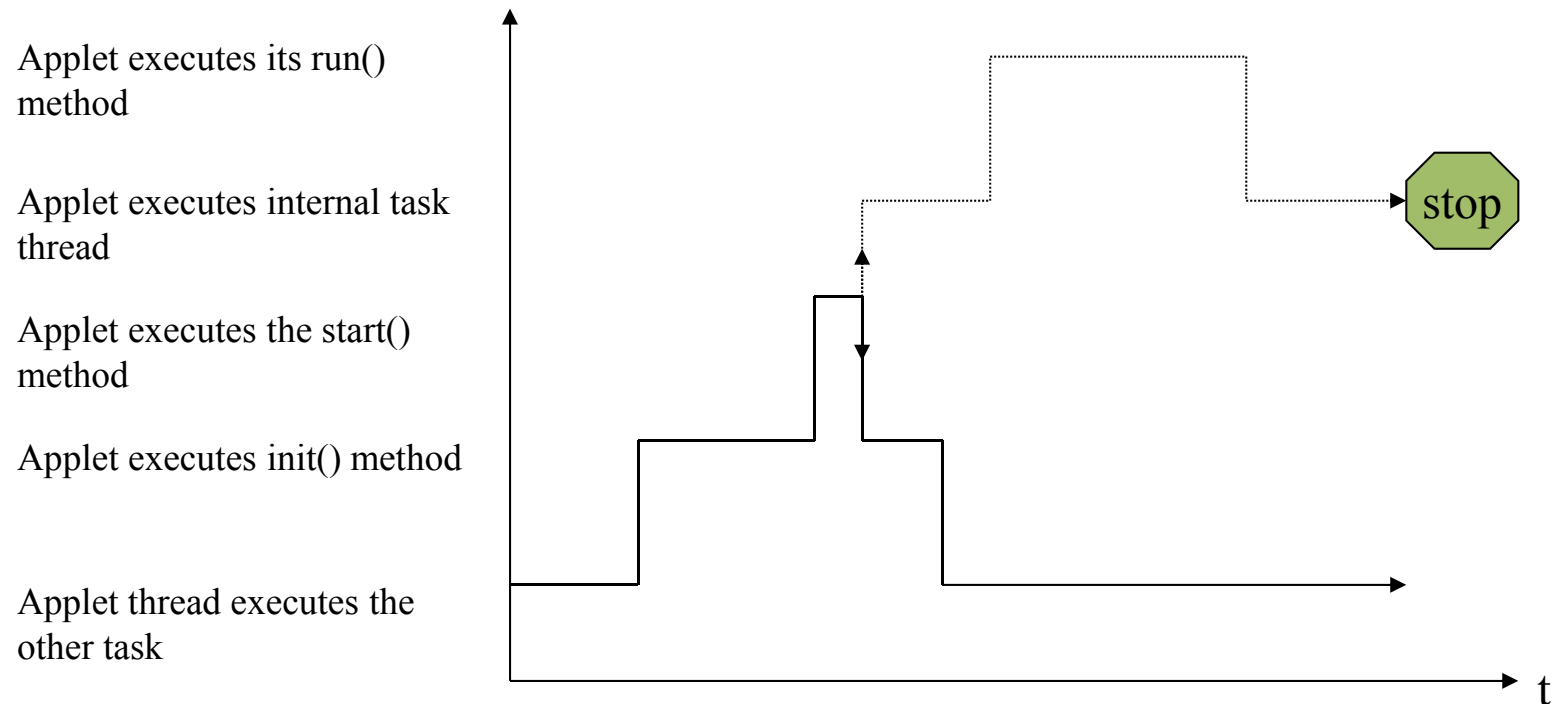 Applet executes its run()
method
Applet executes internal task
thread
stop
Applet executes the start()
method
Applet executes init() method
Applet thread executes the
other task
t